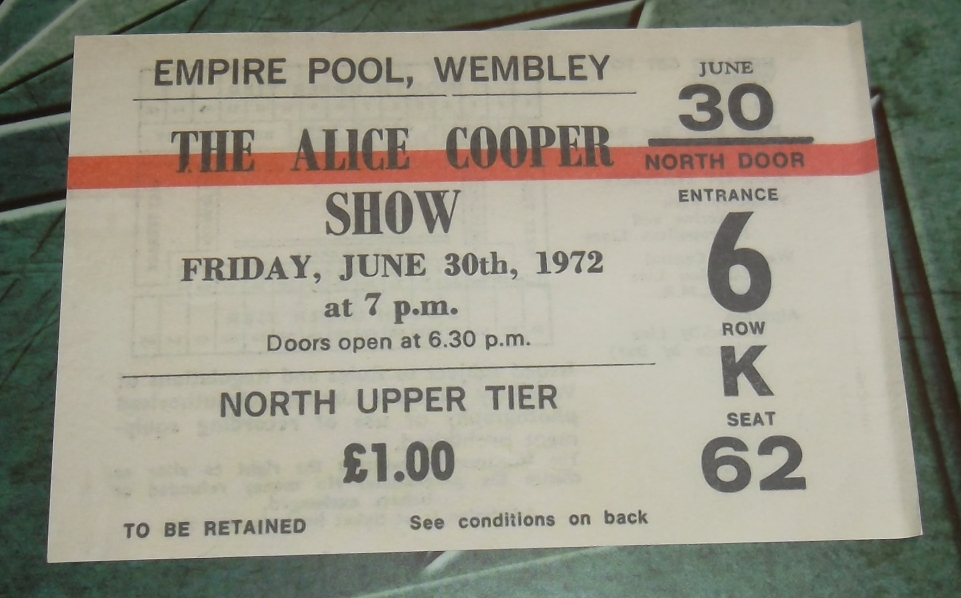 EMPIRE POOL, WEMBLEY
THE ALICE COOPER
SHOW
FRIDAY, JUNE 30th, 1972
at 7 p.m.
Doors open at 6.30 p.m.
NORTH UPPER TIER
£1.00
TO BE RETAINED
See conditions on back
JUNE
30
NORTH DOOR
ENTRANCE
6
ROW
K
SEAT
62